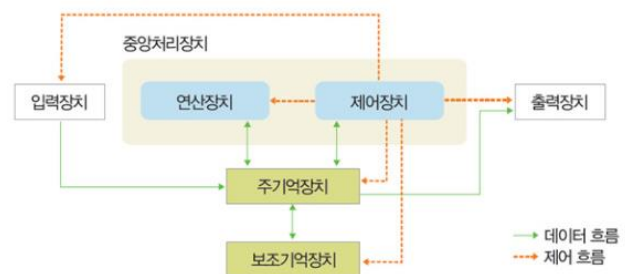 중앙처리장치
입력장치
연산장치
제어장치
출력장치
주기억장치
보조기억장치
데이터 흐름
제어 흐름